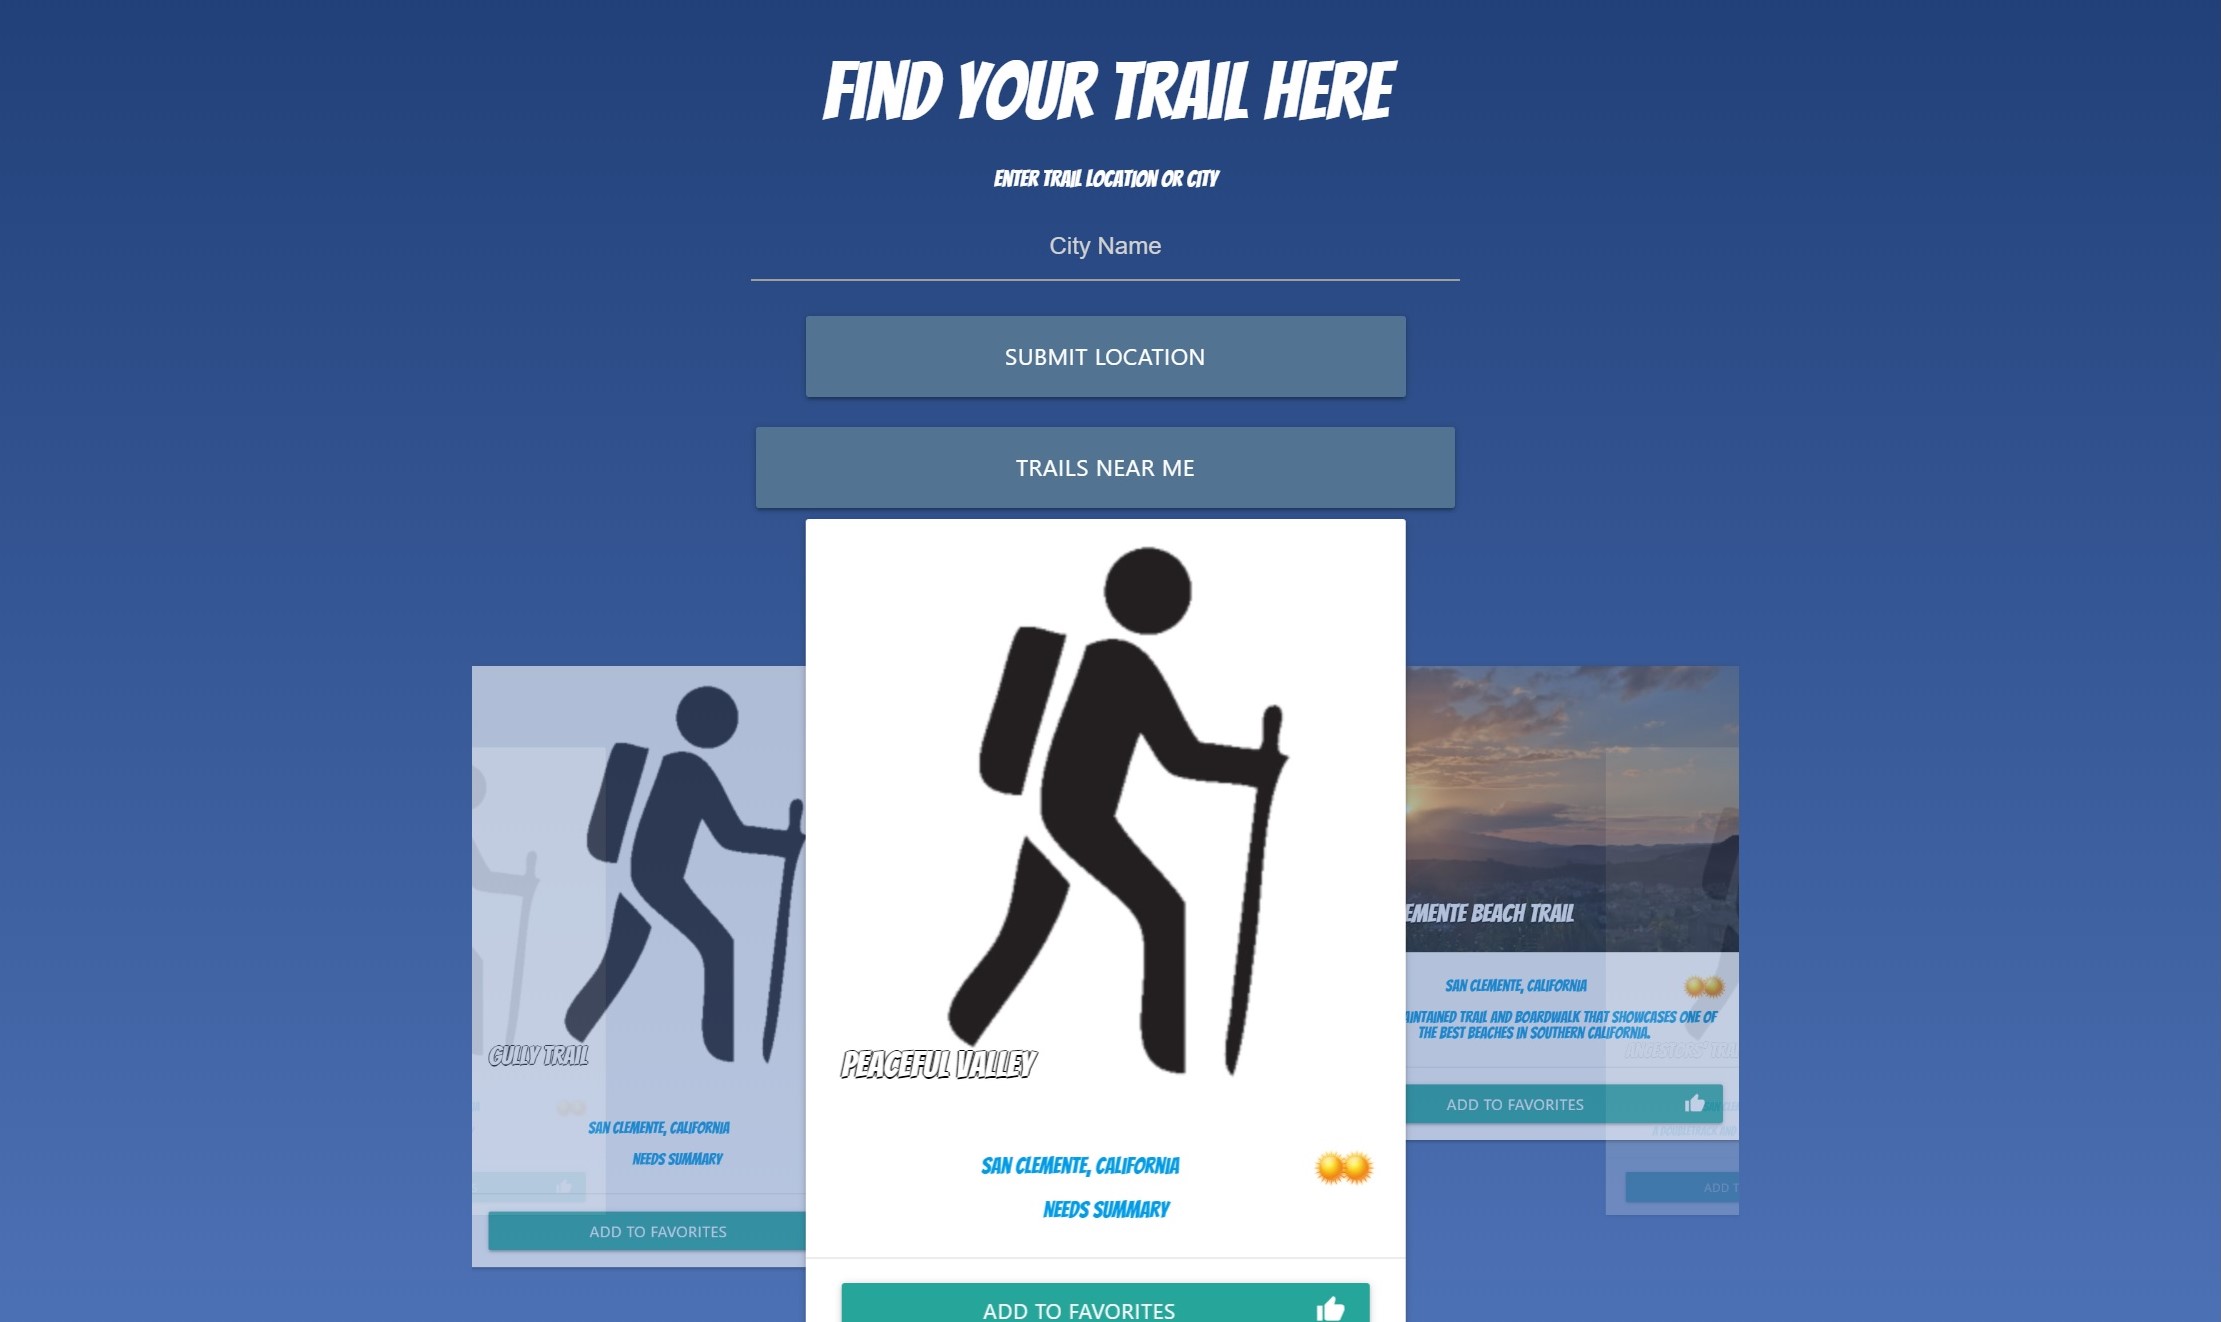 FIND YOUR TRAIL HERE
ENTER TRAIL LOCATION OR CITY
City Name
SUBMIT LOCATION
TRAILS NEAR ME
GULLY TRAIL
SAN CLEMENTE, CALIFORNIA
NEEDS SUMMARY
ADD TO FAVORITES
PEACEFUL VALLEY
SAN CLEMENTE, CALIFORNIA
NEEDS SUMMARY
ADD TO FAVORITES
EMENTE BEACH TRAIL
SAN CLEMENTE, CALIFORNIA
AINTAINED TRAIL AND BOARDWALK THAT SHOWCASES ONE OF
THE BEST BEACHES IN SOUTHERN CALIFORNIA.
ADD TO FAVORITES
ANCESTORS' TRAI
ADD T